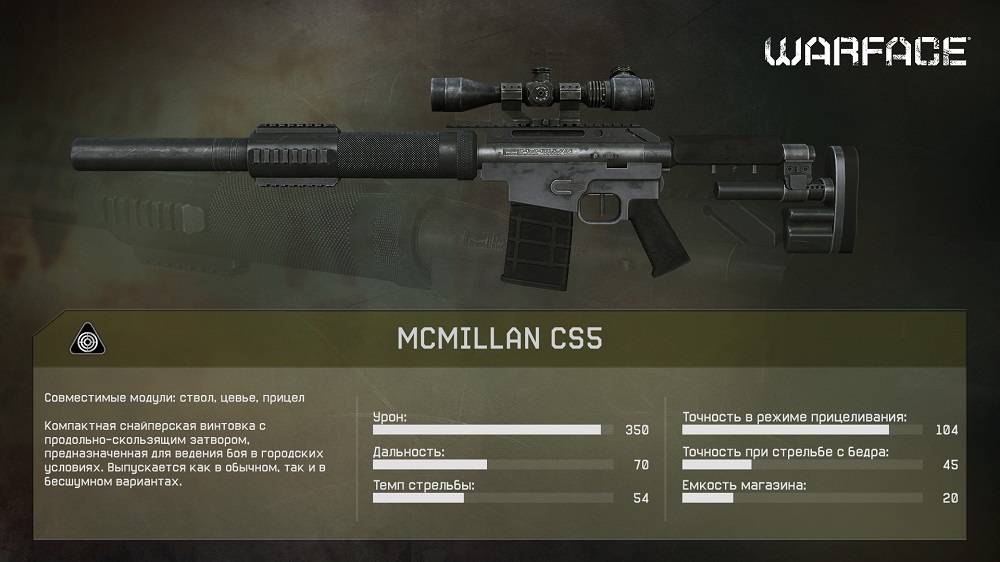 WARFACE
MCMILLAN
MCMILLAN CS5
Совместимые модули: ствол, цевье, прицел
Компактная снайперская винтовка с
продольно-скользящим затвором,
предназначенная для ведения боя в городских
условиях. Выпускается как в обычном, так и в
бесшумном вариантах.
Урон: 350
Дальность: 70
Темп стрельбы: 54
Точность в режиме прицеливания: 104
Точность при стрельбе с бедра: 45
Емкость магазина: 20